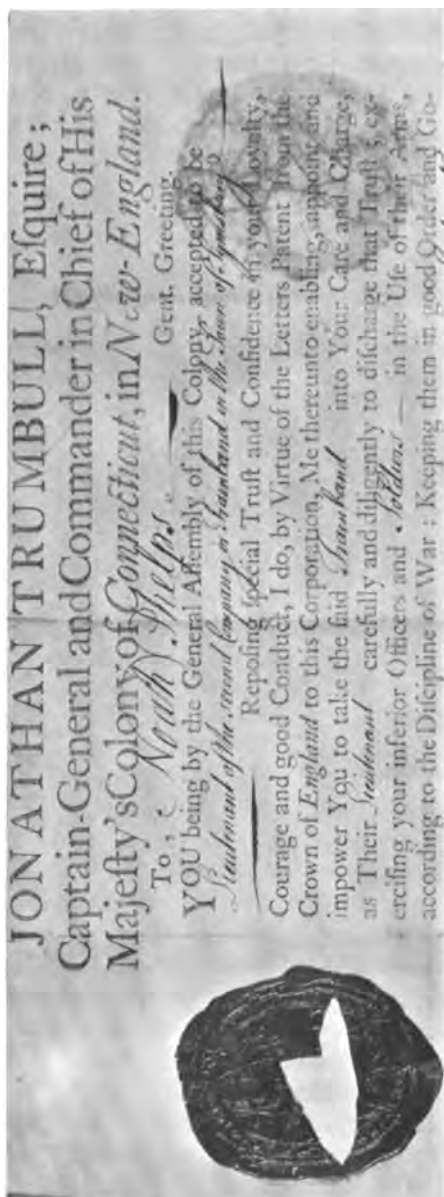 JONATHAN TRUMBULL, Eſquire;
Captain-General and Commander in Chief of His
Majeſty's Colony of Connecticut, in New-England.
To, Noah Phelps Gent. Greeting.
YOU being by the General Aſſembly of this Colony, accepted to be
Lieutenant of the second Company or Trainband in the Town of Symsbury
Repoſing ſpecial Truſt and Confidence in your Loyalty,
Courage and good Conduct, I do, by Virtue of the Letters Patent from the
Crown of England to this Corporation, Me thereunto enabling, appoint and
impower You to take the ſaid Trainband into Your Care and Charge,
as Their Lieutenant carefully and diligently to diſcharge that Truſt; ex-
erciſing your inferior Officers and Soldiers in the Uſe of their Arms,
according to the Diſcipline of War: Keeping them in good Order and Go-